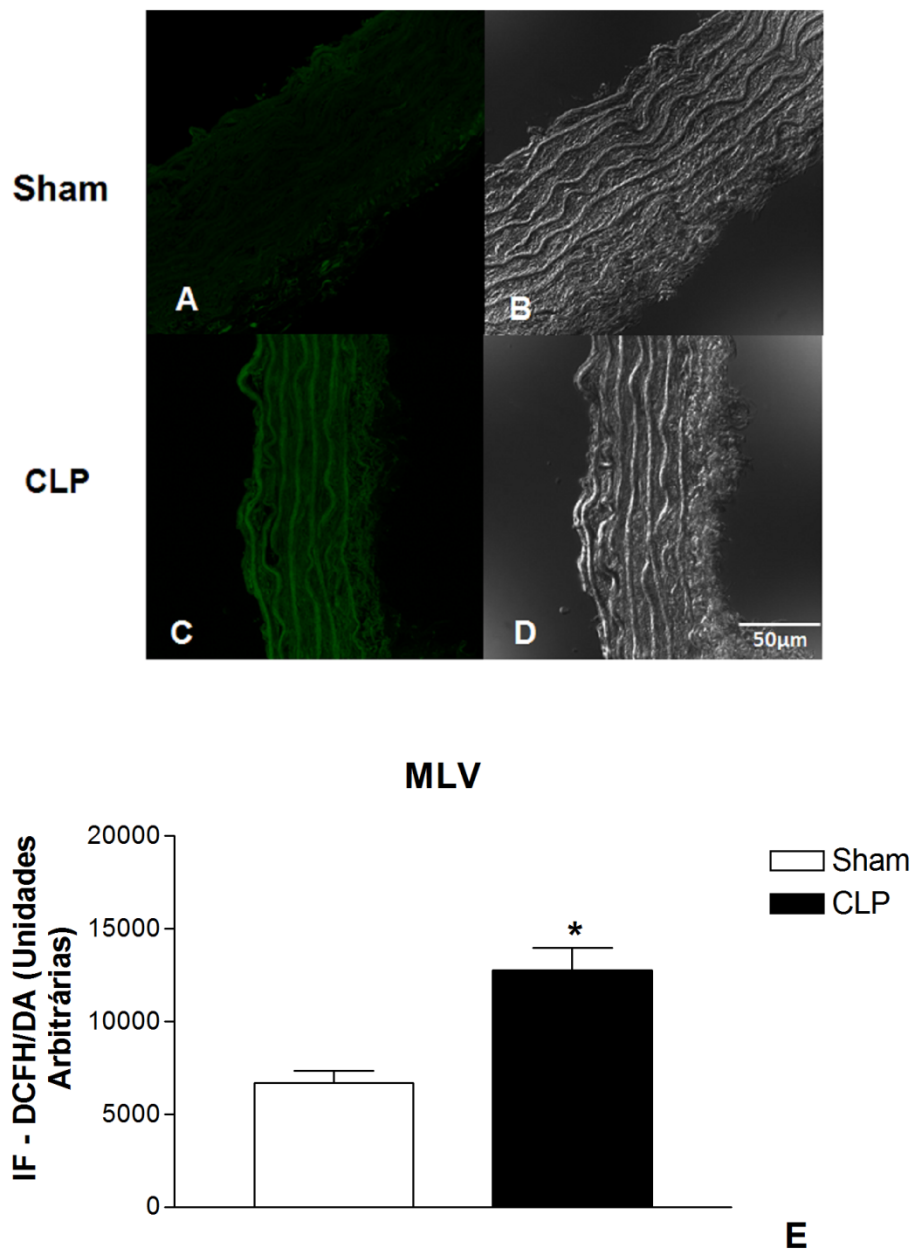 Sham
A
B
CLP
C
D
50µm
MLV
IF - DCFH/DA (Unidades
Arbitrárias)
20000
15000
10000
5000
0
*
Sham
CLP
E